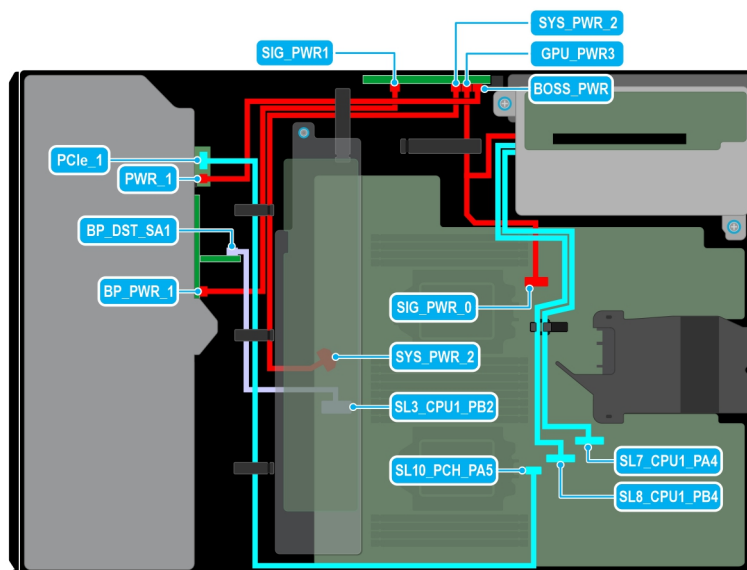 SYS_PWR_2
SIG_PWR1
GPU_PWR3
BOSS_PWR
PCIe_1
PWR_1
BP_DST_SA1
BP_PWR_1
SIG_PWR_0
SYS_PWR_2
SL3_CPU1_PB2
SL10_PCH_PA5
SL7_CPU1_PA4
SL8_CPU1_PB4